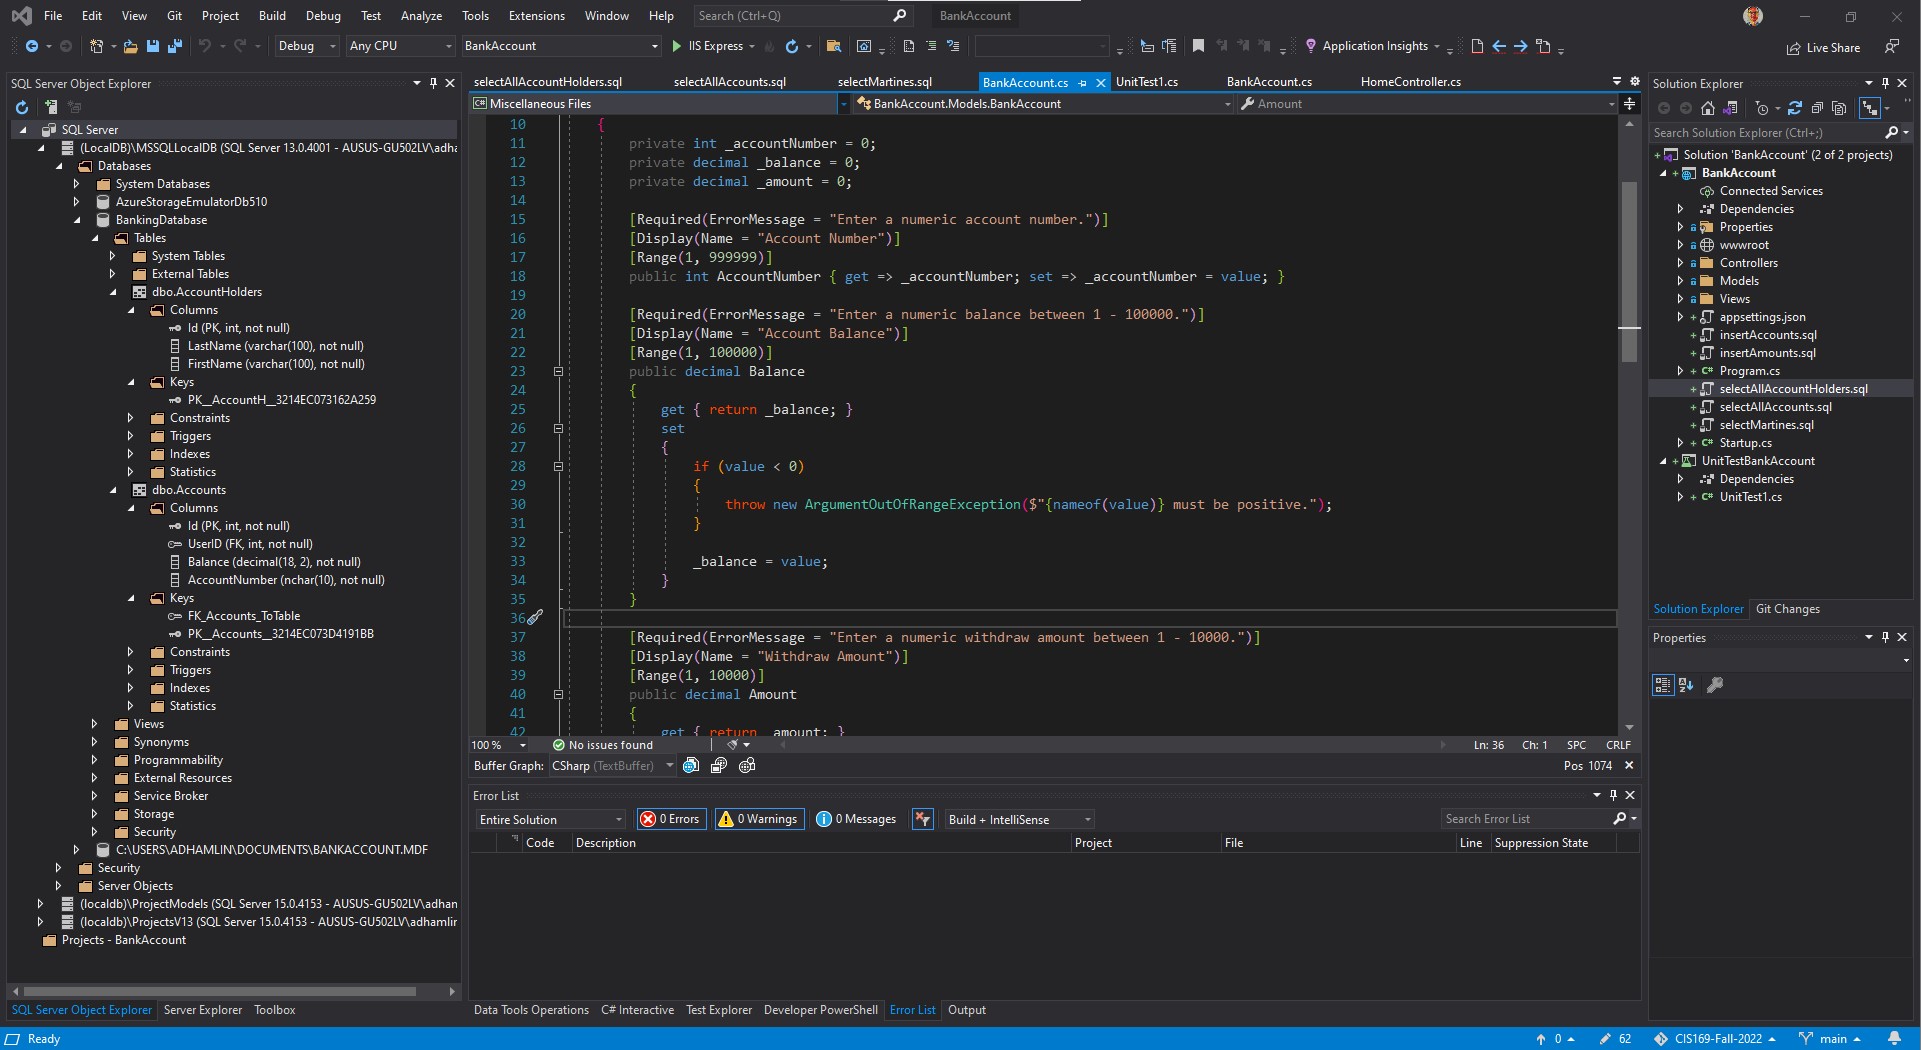 File Edit View Git Project Build Debug Test Analyze Tools Extensions Window Help Search (Ctrl+Q) BankAccount
Debug Any CPU BankAccount IIS Express Application Insights Live Share
SQL Server Object Explorer
SQL Server
(LocalDB)\MSSQLLocalDB (SQL Server 13.0.4001 - AUSUS-GU502LV\adha
Databases
System Databases
AzureStorageEmulatorDb510
BankingDatabase
Tables
System Tables
External Tables
dbo.AccountHolders
Columns
Id (PK, int, not null)
LastName (varchar(100), not null)
FirstName (varchar(100), not null)
Keys
PK__AccountH__3214EC073162A259
Constraints
Triggers
Indexes
Statistics
dbo.Accounts
Columns
Id (PK, int, not null)
UserID (FK, int, not null)
Balance (decimal(18, 2), not null)
AccountNumber (nchar(10), not null)
Keys
FK_Accounts_ToTable
PK__Accounts__3214EC073D4191BB
Constraints
Triggers
Indexes
Statistics
Views
Synonyms
Programmability
External Resources
Service Broker
Storage
Security
C:\USERS\ADHAMLIN\DOCUMENTS\BANKACCOUNT.MDF
Security
Server Objects
(localdb)\ProjectModels (SQL Server 15.0.4153 - AUSUS-GU502LV\adham
(localdb)\ProjectsV13 (SQL Server 15.0.4153 - AUSUS-GU502LV\adhamlir
Projects - BankAccount
SQL Server Object Explorer Server Explorer Toolbox
selectAllAccountHolders.sql selectAllAccounts.sql selectMartines.sql BankAccount.cs UnitTest1.cs BankAccount.cs HomeController.cs
C# Miscellaneous Files BankAccount.Models.BankAccount Amount
10 {
11 private int _accountNumber = 0;
12 private decimal _balance = 0;
13 private decimal _amount = 0;
14
15 [Required(ErrorMessage = "Enter a numeric account number.")]
16 [Display(Name = "Account Number")]
17 [Range(1, 999999)]
18 public int AccountNumber { get => _accountNumber; set => _accountNumber = value; }
19
20 [Required(ErrorMessage = "Enter a numeric balance between 1 - 100000.")]
21 [Display(Name = "Account Balance")]
22 [Range(1, 100000)]
23 public decimal Balance
24 {
25 get { return _balance; }
26 set
27 {
28 if (value < 0)
29 {
30 throw new ArgumentOutOfRangeException($"{nameof(value)} must be positive.");
31 }
32
33 _balance = value;
34 }
35 }
36
37 [Required(ErrorMessage = "Enter a numeric withdraw amount between 1 - 10000.")]
38 [Display(Name = "Withdraw Amount")]
39 [Range(1, 10000)]
40 public decimal Amount
41 {
42 get { return _amount; }
100 % No issues found Ln: 36 Ch: 1 SPC CRLF
Buffer Graph: CSharp (TextBuffer) Pos 1074
Error List
Entire Solution 0 Errors 0 Warnings 0 Messages Build + IntelliSense Search Error List
Code Description Project File Line Suppression State
Data Tools Operations C# Interactive Test Explorer Developer PowerShell Error List Output
Solution Explorer
Search Solution Explorer (Ctrl+;)
Solution 'BankAccount' (2 of 2 projects)
BankAccount
Connected Services
Dependencies
Properties
wwwroot
Controllers
Models
Views
appsettings.json
insertAccounts.sql
insertAmounts.sql
C# Program.cs
selectAllAccountHolders.sql
selectAllAccounts.sql
selectMartines.sql
C# Startup.cs
UnitTestBankAccount
Dependencies
C# UnitTest1.cs
Solution Explorer Git Changes
Properties
Ready 0 62 CIS169-Fall-2022 main